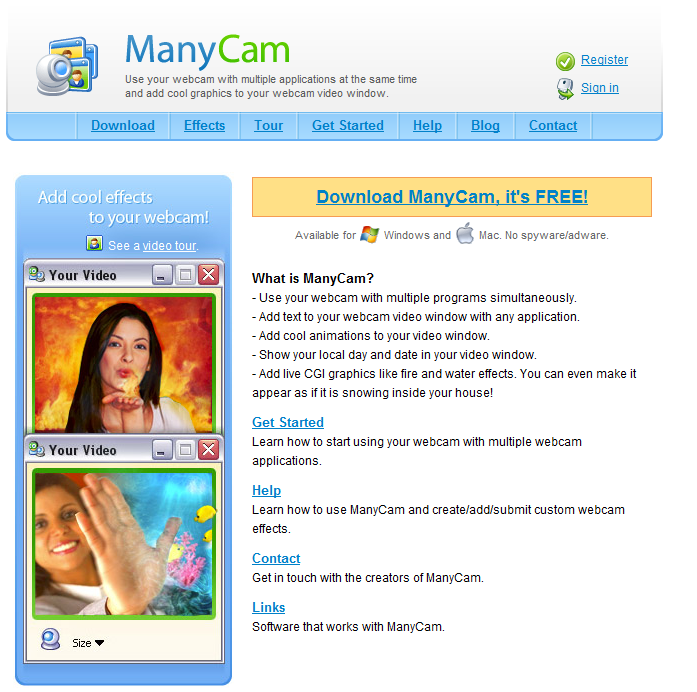 ManyCam
Use your webcam with multiple applications at the same time
and add cool graphics to your webcam video window.
Register
Sign in
Download Effects Tour Get Started Help Blog Contact
Add cool effects
to your webcam!
See a video tour.
Your Video
Your Video
Size
Download ManyCam, it's FREE!
Available for Windows and Mac. No spyware/adware.
What is ManyCam?
- Use your webcam with multiple programs simultaneously.
- Add text to your webcam video window with any application.
- Add cool animations to your video window.
- Show your local day and date in your video window.
- Add live CGI graphics like fire and water effects. You can even make it
appear as if it is snowing inside your house!
Get Started
Learn how to start using your webcam with multiple webcam
applications.
Help
Learn how to use ManyCam and create/add/submit custom webcam
effects.
Contact
Get in touch with the creators of ManyCam.
Links
Software that works with ManyCam.